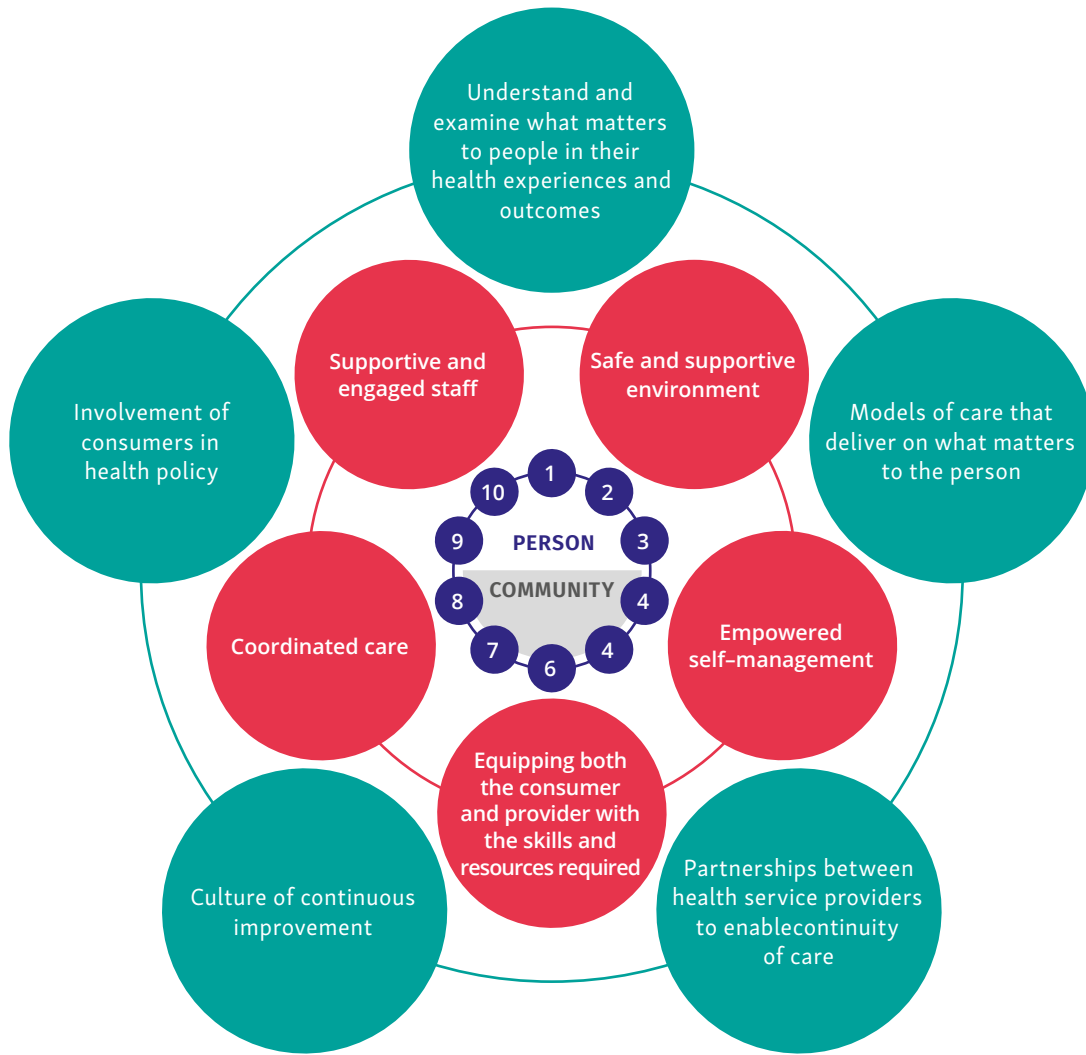 Understand and
examine what matters
to people in their
health experiences and
outcomes
Supportive and
engaged staff
Safe and supportive
environment
Involvement of
consumers in
health policy
Models of care that
deliver on what matters
to the person
1
2
3
4
4
6
7
8
9
10
PERSON
COMMUNITY
Coordinated care
Empowered
self-management
Equipping both
the consumer
and provider with
the skills and
resources required
Culture of continuous
improvement
Partnerships between
health service providers
to enablecontinuity
of care